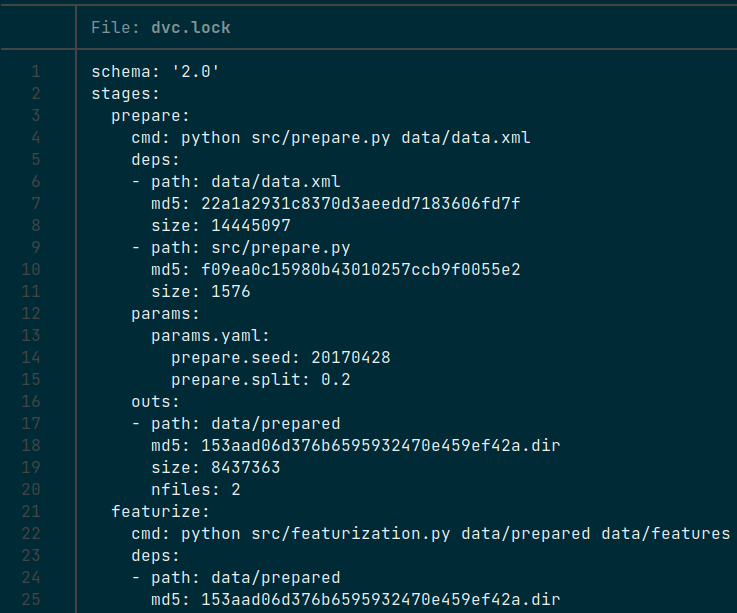 File: dvc.lock
1 schema: '2.0'
2 stages:
3   prepare:
4     cmd: python src/prepare.py data/data.xml
5     deps:
6     - path: data/data.xml
7       md5: 22a1a2931c8370d3aeedd7183606fd7f
8       size: 14445097
9     - path: src/prepare.py
10       md5: f09ea0c15980b43010257ccb9f0055e2
11       size: 1576
12     params:
13       params.yaml:
14         prepare.seed: 20170428
15         prepare.split: 0.2
16     outs:
17     - path: data/prepared
18       md5: 153aad06d376b6595932470e459ef42a.dir
19       size: 8437363
20       nfiles: 2
21   featurize:
22     cmd: python src/featurization.py data/prepared data/features
23     deps:
24     - path: data/prepared
25       md5: 153aad06d376b6595932470e459ef42a.dir